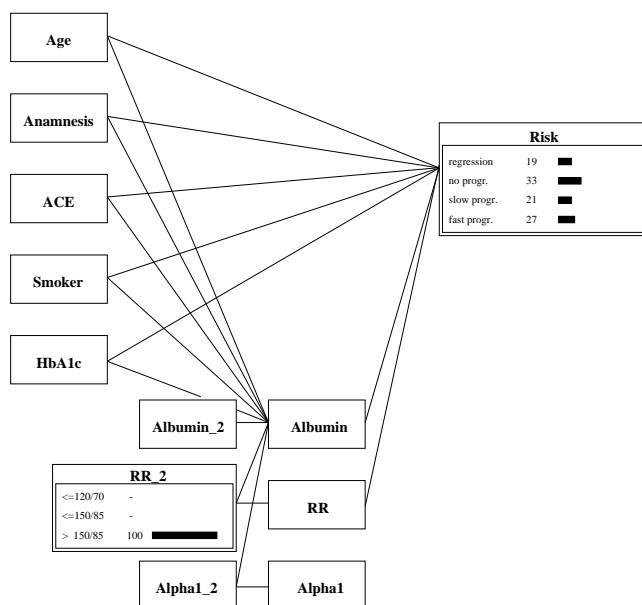 Age
Anamnesis
Risk
regression 19
no progr. 33
slow progr. 21
fast progr. 27
ACE
Smoker
HbA1c
Albumin_2
Albumin
RR_2
<=120/70 -
<=150/85 -
> 150/85 100
RR
Alpha1_2
Alpha1